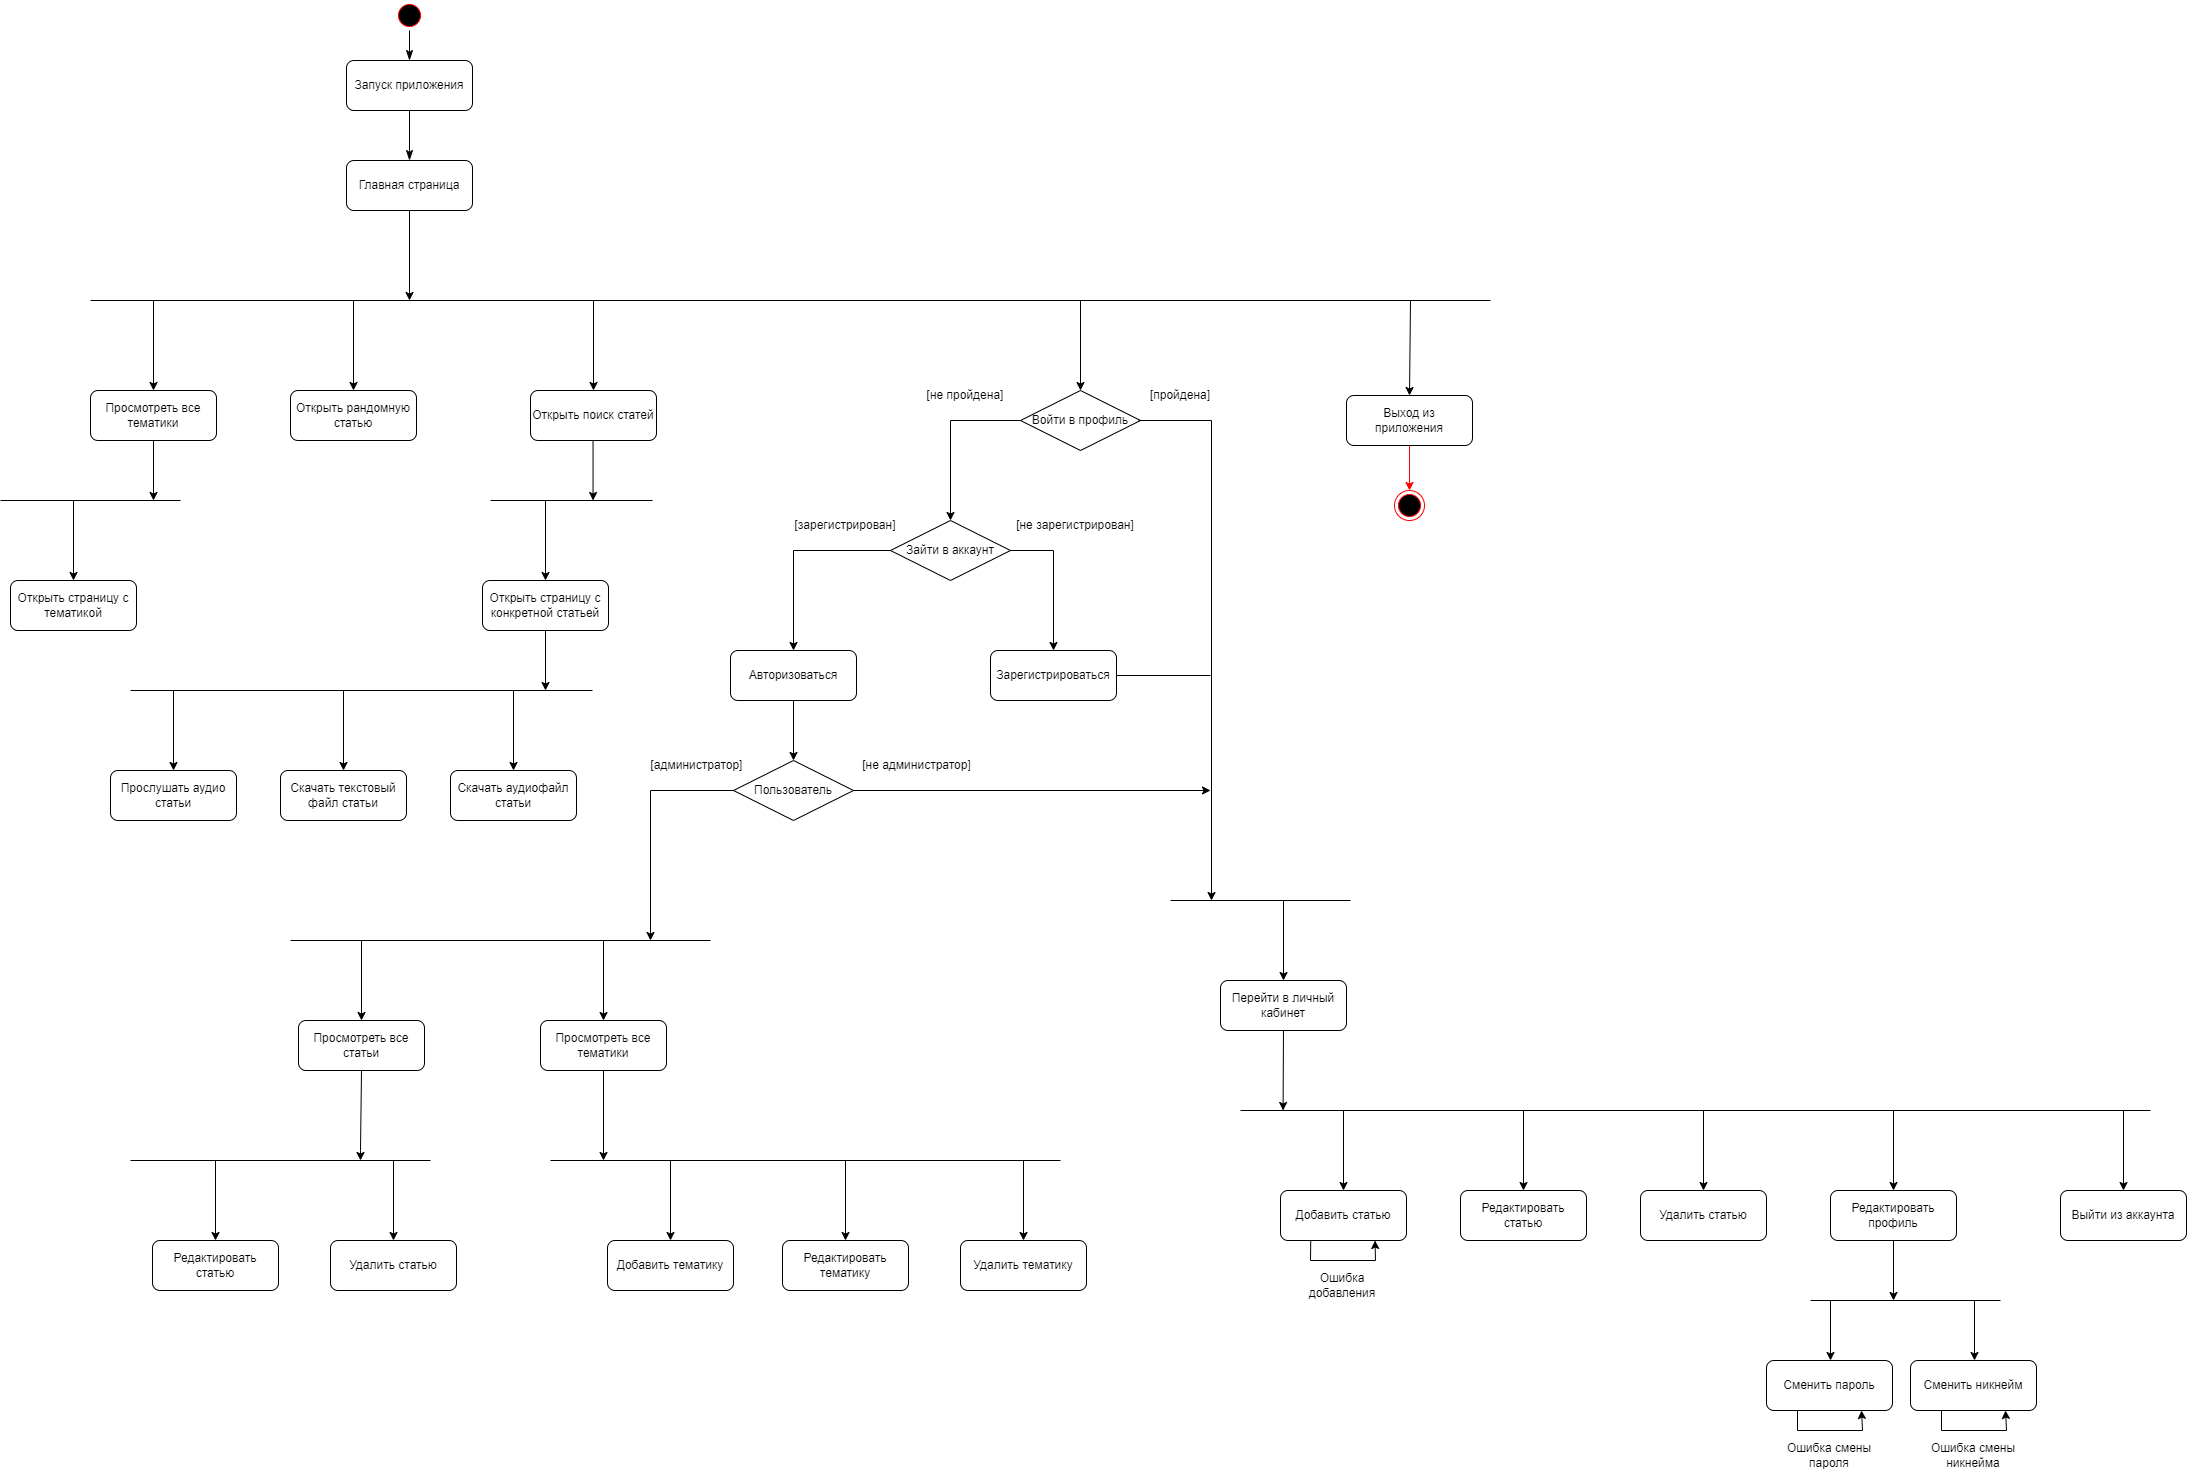 Запуск приложения
Главная страница
Просмотреть все
тематики
Открыть рандомную
статью
Открыть поиск статей
[не пройдена]
[пройдена]
Войти в профиль
Выход из
приложения
[зарегистрирован]
[не зарегистрирован]
Зайти в аккаунт
Открыть страницу с
тематикой
Открыть страницу с
конкретной статьей
Авторизоваться
Зарегистрироваться
[администратор]
[не администратор]
Пользователь
Прослушать аудио
статьи
Скачать текстовый
файл статьи
Скачать аудиофайл
статьи
Перейти в личный
кабинет
Просмотреть все
статьи
Просмотреть все
тематики
Добавить статью
Редактировать
статью
Удалить статью
Редактировать
профиль
Выйти из аккаунта
Редактировать
статью
Удалить статью
Добавить тематику
Редактировать
тематику
Удалить тематику
Ошибка
добавления
Сменить пароль
Сменить никнейм
Ошибка смены
пароля
Ошибка смены
никнейма